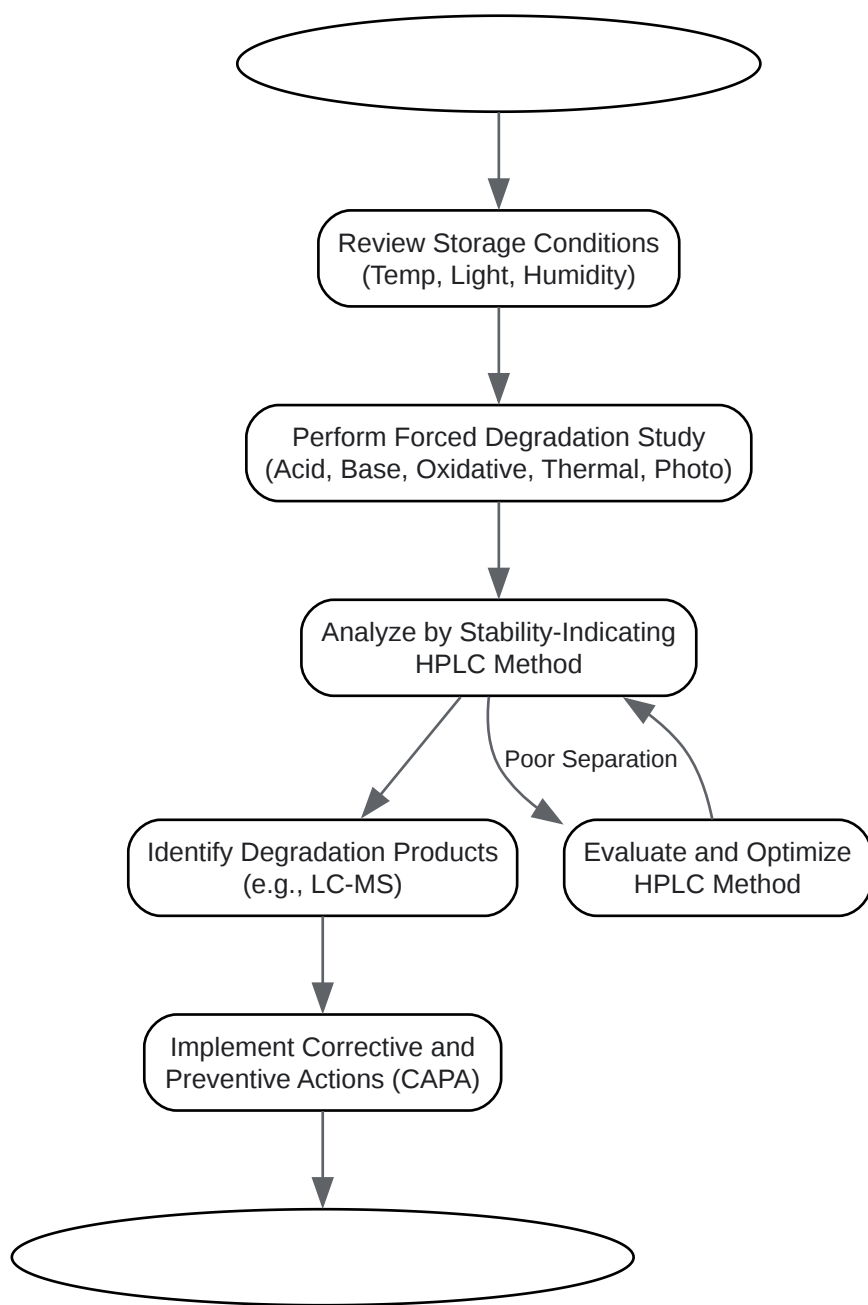 Review Storage Conditions
(Temp, Light, Humidity)
Perform Forced Degradation Study
(Acid, Base, Oxidative, Thermal, Photo)
Analyze by Stability-Indicating
HPLC Method
Poor Separation
Identify Degradation Products
(e.g., LC-MS)
Evaluate and Optimize
HPLC Method
Implement Corrective and
Preventive Actions (CAPA)